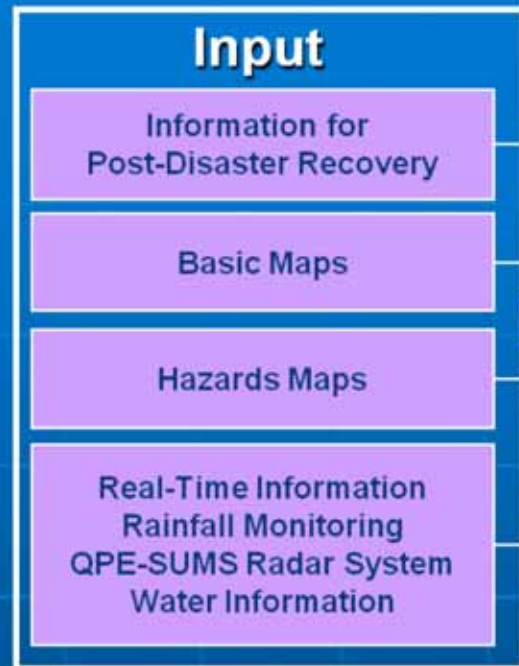 Input
Information for
Post-Disaster Recovery
Basic Maps
Hazards Maps
Real-Time Information
Rainfall Monitoring
QPE-SUMS Radar System
Water Information